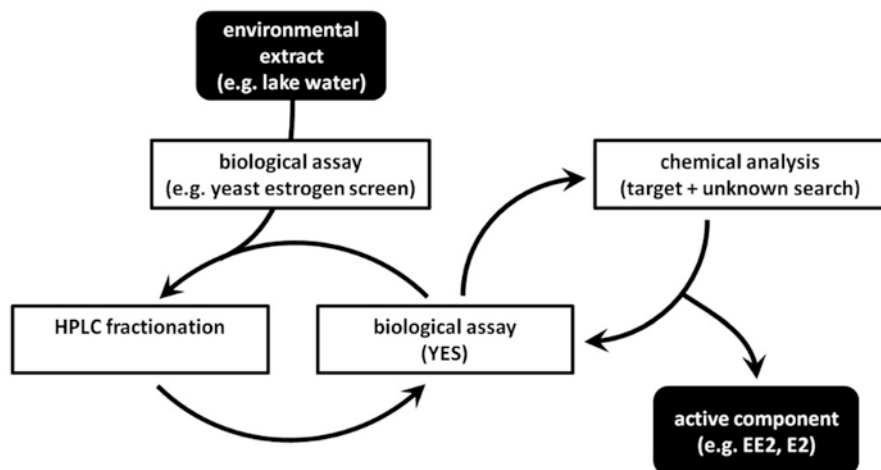 environmental
extract
(e.g. lake water)
biological assay
(e.g. yeast estrogen screen)
chemical analysis
(target + unknown search)
HPLC fractionation
biological assay
(YES)
active component
(e.g. EE2, E2)